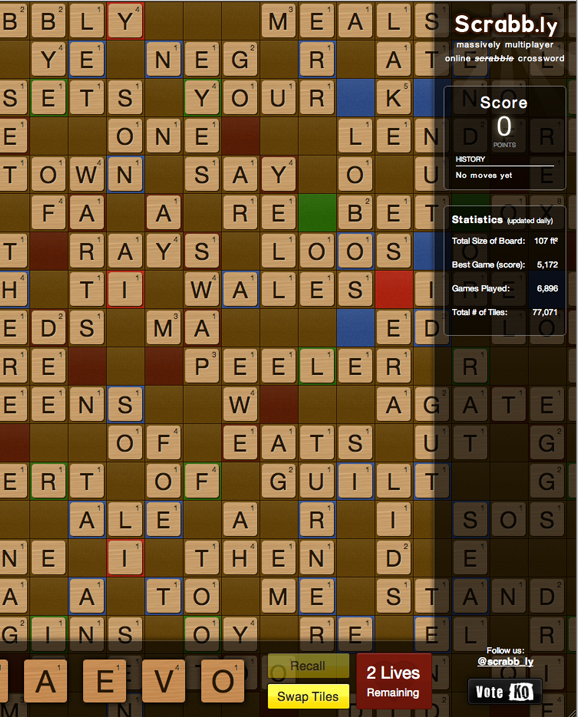 B B L Y M E A L S
Y E N E G R A T E
S E T S Y O U R K N O
E O N E L E N D R
T O W N S A Y O U E
F A A R E B E T
T R A Y S L O O S
H T I W A L E S I
E D S M A E D L O
R E P E E L E R R
E E N S W A G A T E
O F E A T S U T G
E R T O F G U I L T G
A L E A R I S O S
N E I T H E N D E
A A T O M E S T A N D
G I N S O Y R E E L R
A E V O
Recall
Swap Tiles
2 Lives
Remaining
Scrabb.ly
massively multiplayer
online scrabble crossword
Score
0
POINTS
HISTORY
No moves yet
Statistics (updated daily)
Total Size of Board: 107 ft²
Best Game (score): 5,172
Games Played: 6,896
Total # of Tiles: 77,071
Follow us:
@scrabb_ly
Vote KO